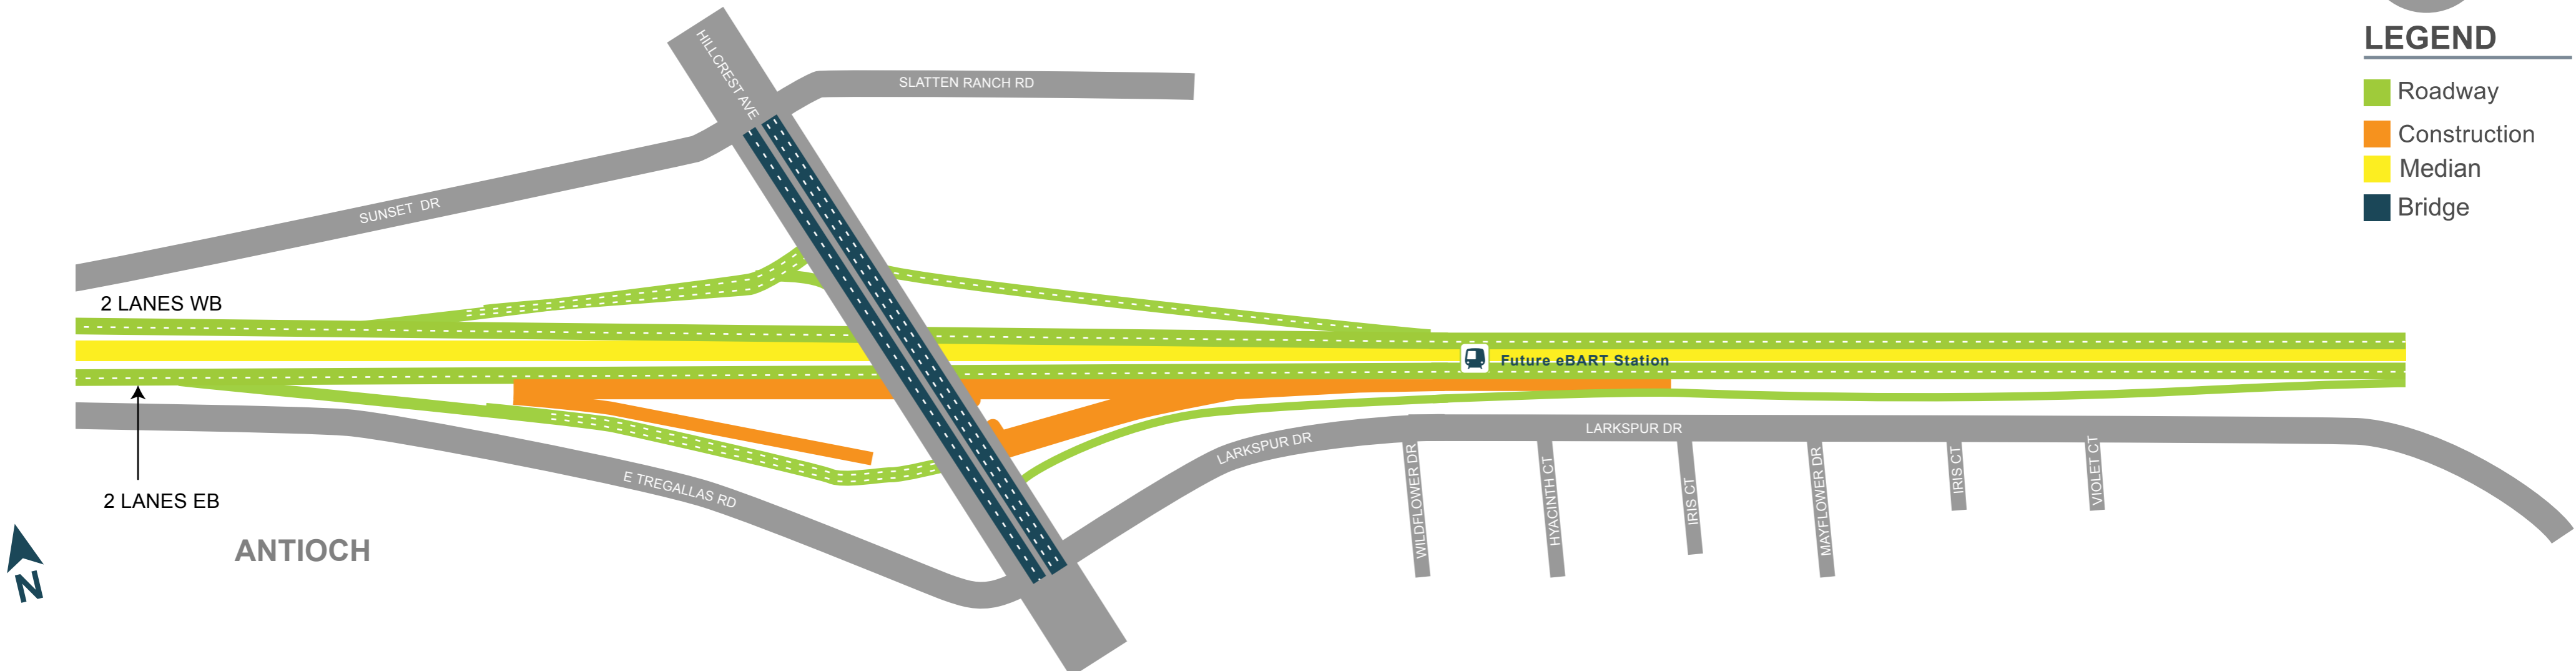 HILLCREST AVE
SLATTEN RANCH RD
SUNSET  DR
2 LANES WB
Future eBART Station
2 LANES EB
E TREGALLAS RD
LARKSPUR DR
LARKSPUR DR
WILDFLOWER DR
HYACINTH CT
IRIS CT
MAYFLOWER DR
IRIS CT
VIOLET CT
ANTIOCH
N
LEGEND
Roadway
Construction
Median
Bridge